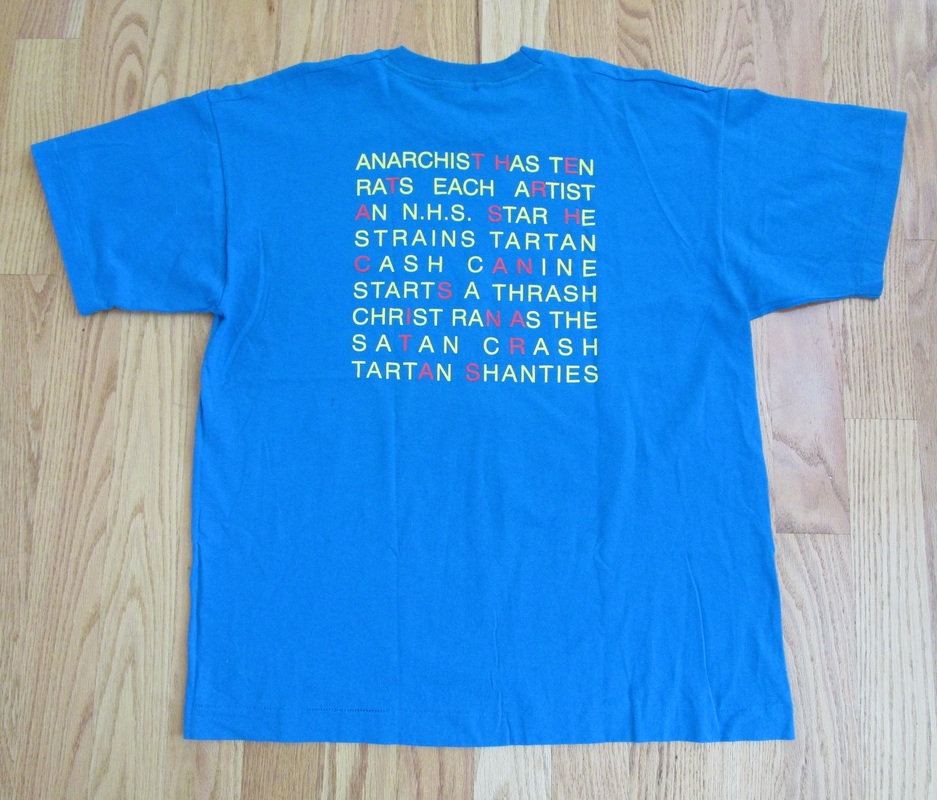 ANARCHIST HAS TEN
RATS EACH ARTIST
AN N.H.S. STAR HE
STRAINS TARTAN
CASH CANINE
STARTS A THRASH
CHRIST RAN AS THE
SATAN CRASH
TARTAN SHANTIES